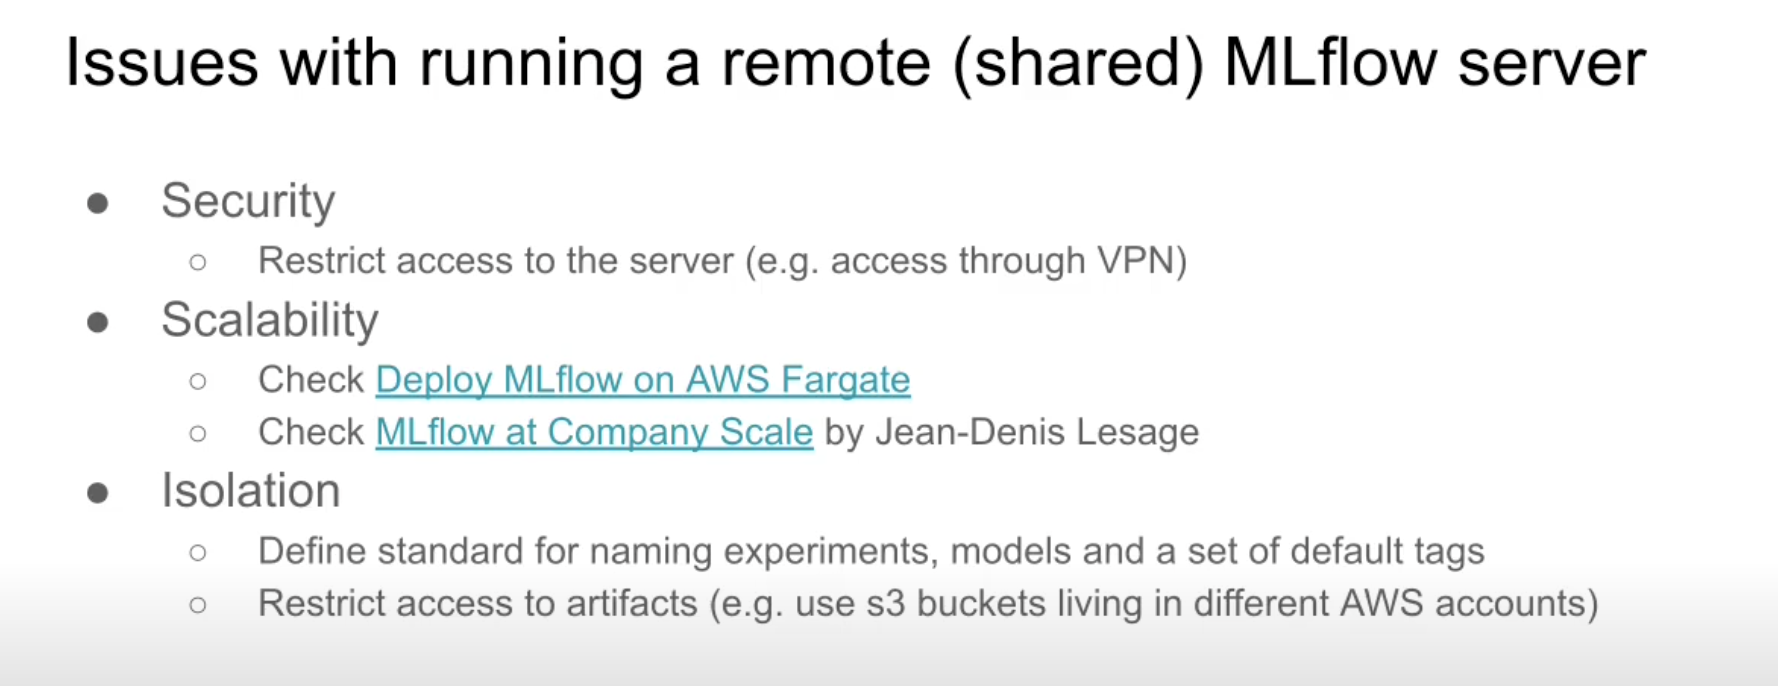 Issues with running a remote (shared) MLflow server
● Security
○ Restrict access to the server (e.g. access through VPN)
● Scalability
○ Check Deploy MLflow on AWS Fargate
○ Check MLflow at Company Scale by Jean-Denis Lesage
● Isolation
○ Define standard for naming experiments, models and a set of default tags
○ Restrict access to artifacts (e.g. use s3 buckets living in different AWS accounts)